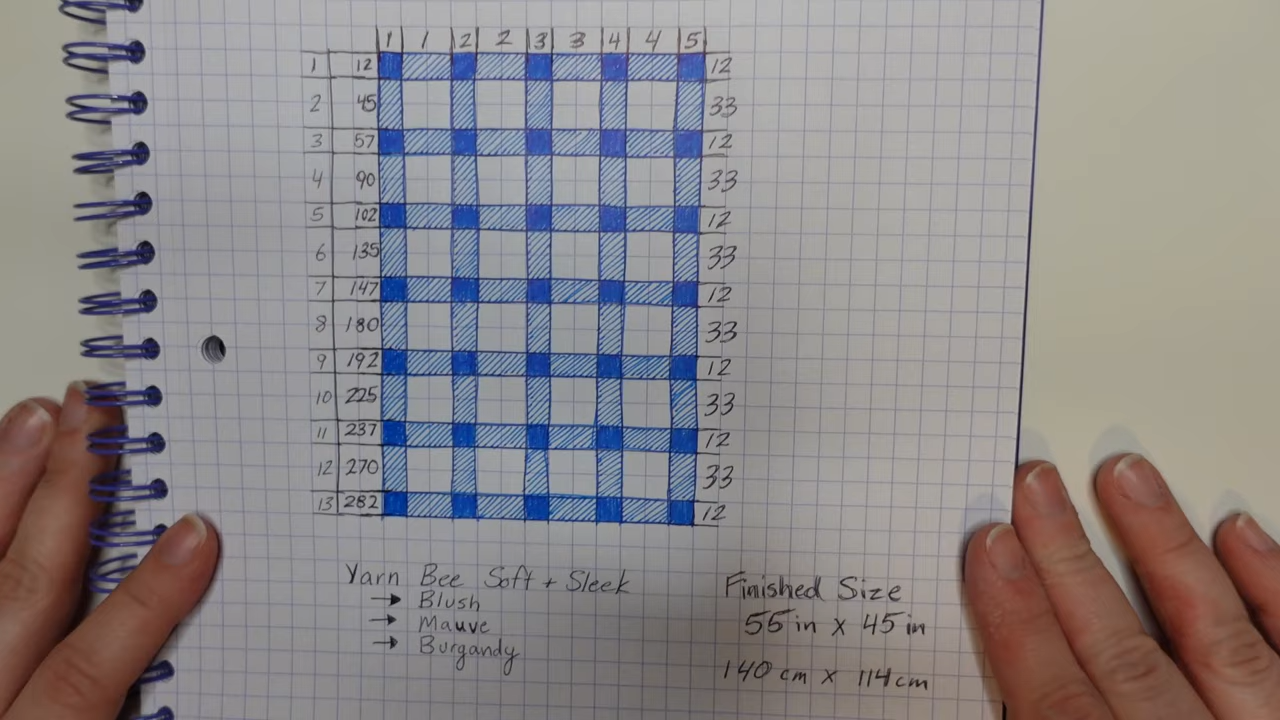 1 1 2 2 3 3 4 4 5
1 12 12
2 45 33
3 57 12
4 90 33
5 102 12
6 135 33
7 147 12
8 180 33
9 192 12
10 225 33
11 237 12
12 270 33
13 282 12
Yarn Bee Soft + Sleek
→ Blush
→ Mauve
→ Burgandy
Finished Size
55 in x 45 in
140 cm x 114 cm